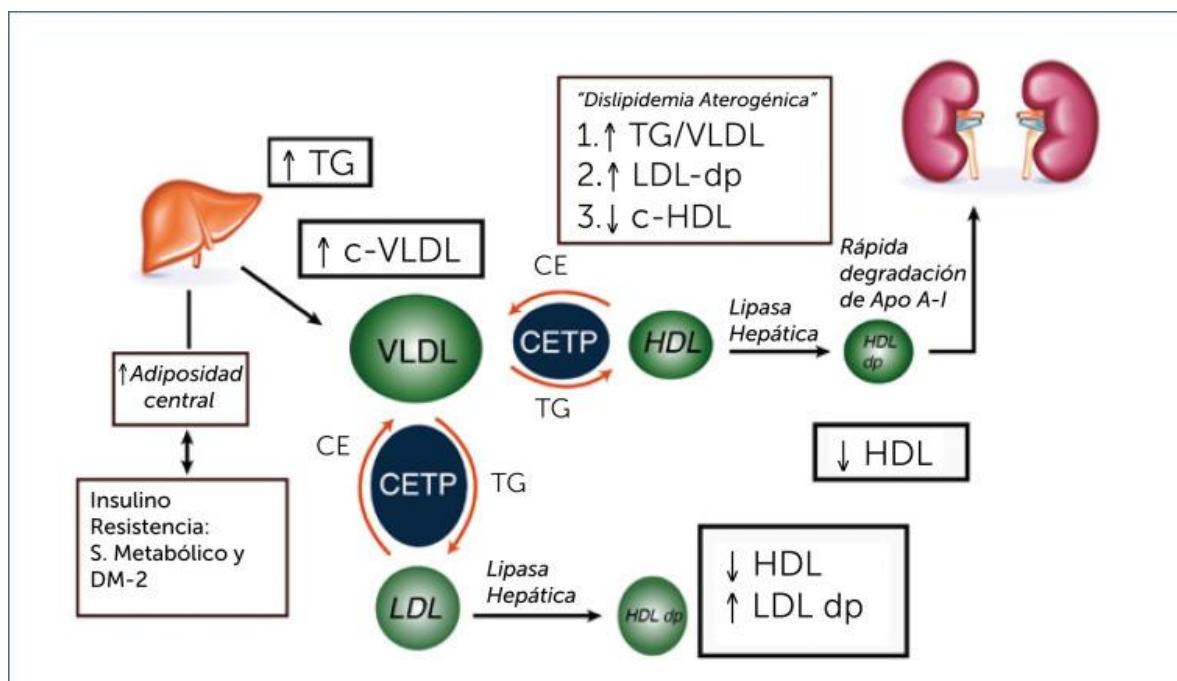 "Dislipidemia Aterogénica"
1.↑ TG/VLDL
2.↑ LDL-dp
3.↓ c-HDL
↑ TG
↑ c-VLDL
CE
Rápida
degradación
de Apo A-I
Lipasa
Hepática
VLDL
CETP
HDL
HDL
dp
TG
↑Adiposidad
central
CE
CETP
TG
↓ HDL
Insulino
Resistencia:
S. Metabólico y
DM-2
LDL
Lipasa
Hepática
HDL dp
↓ HDL
↑ LDL dp